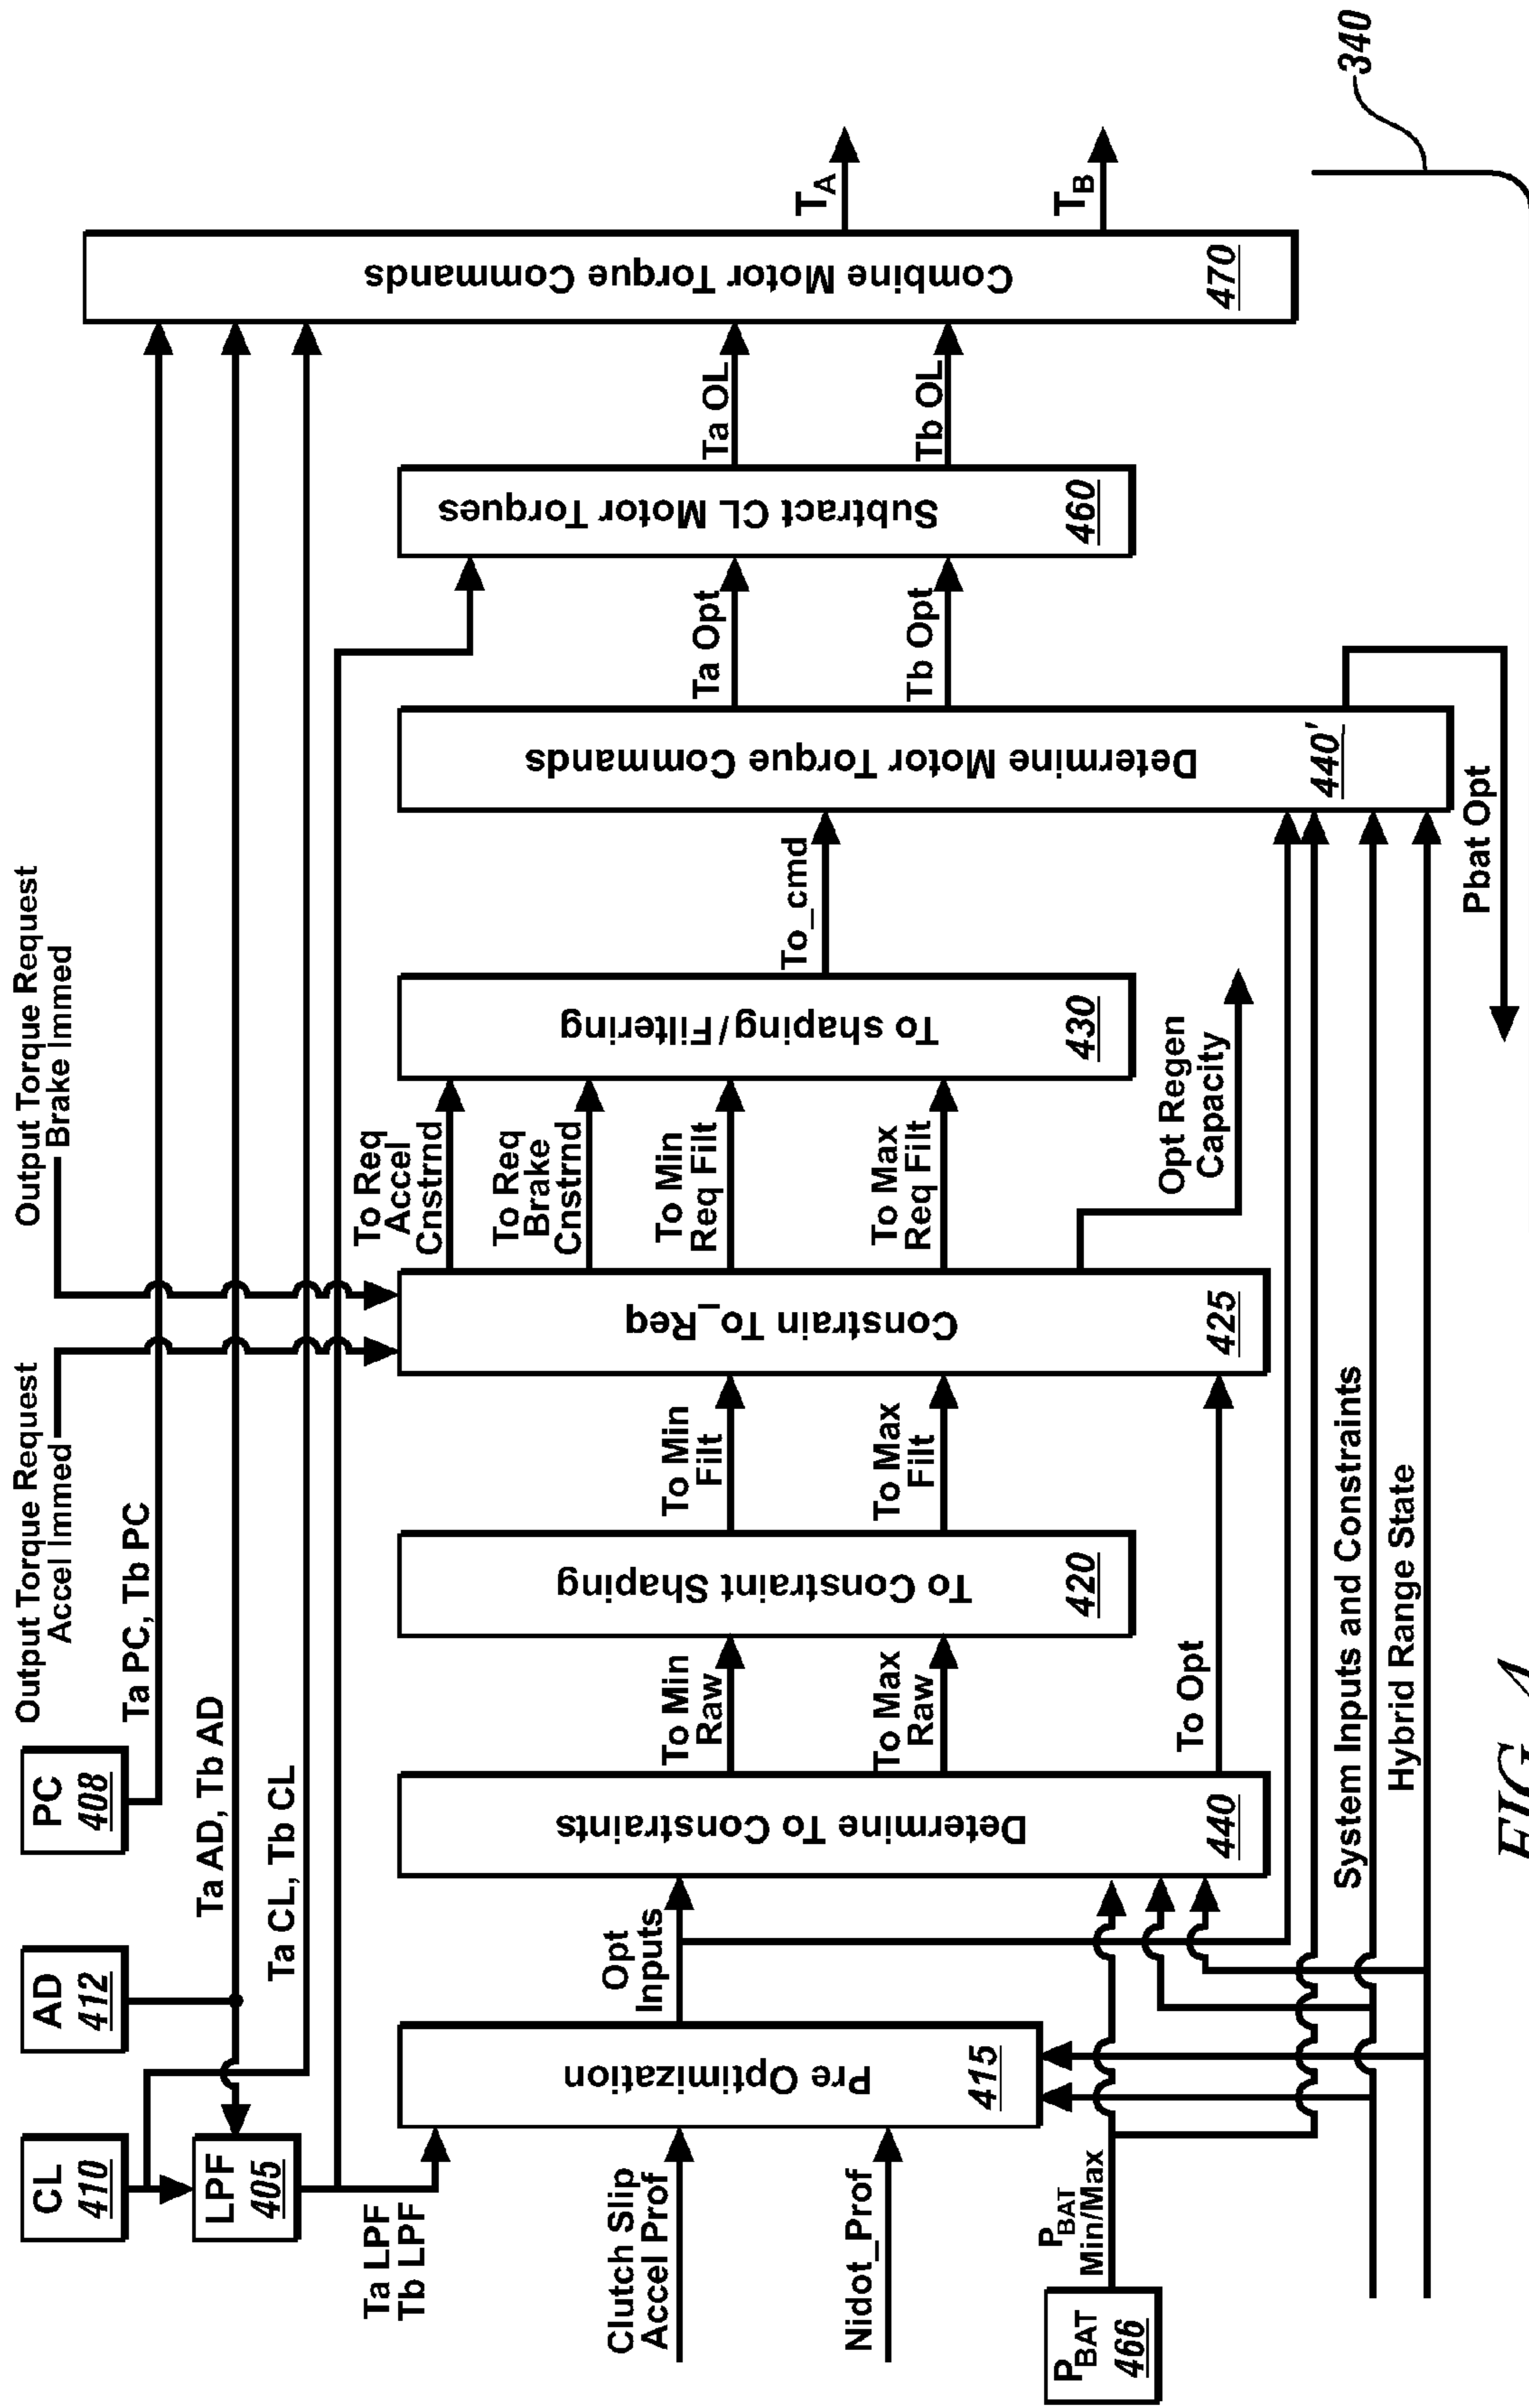 CL
410
AD
412
PC
408
Output Torque Request
Accel Immed
Output Torque Request
Brake Immed
LPF
405
Ta PC, Tb PC
Ta AD, Tb AD
Ta CL, Tb CL
Ta LPF
Tb LPF
Clutch Slip
Accel Prof
Nidot_Prof
P_BAT
466
P_BAT
Min/Max
Pre Optimization
415
Opt
Inputs
Determine To Constraints
440
To Min
Raw
To Max
Raw
To Opt
To Constraint Shaping
420
To Min
Filt
To Max
Filt
Constrain To_Req
425
To Req
Accel
Cnstrnd
To Req
Brake
Cnstrnd
To Min
Req Filt
To Max
Req Filt
Opt Regen
Capacity
To shaping/Filtering
430
To_cmd
Determine Motor Torque Commands
440'
Ta Opt
Tb Opt
Pbat Opt
Subtract CL Motor Torques
460
Ta OL
Tb OL
Combine Motor Torque Commands
470
T_A
T_B
System Inputs and Constraints
Hybrid Range State
340
FIG. 4